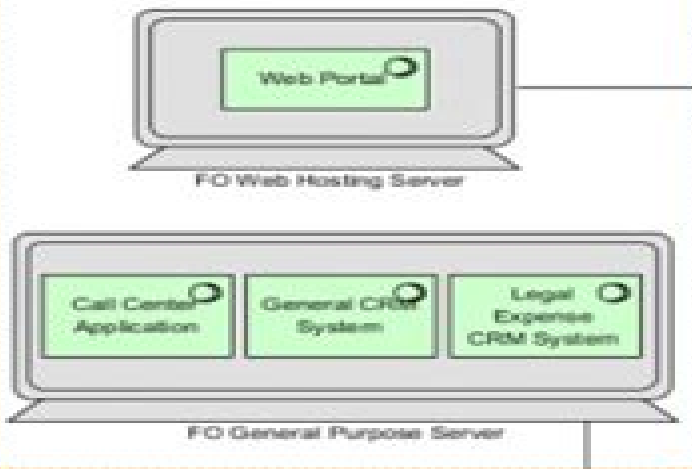 Web Portal
FO Web Hosting Server
Call Center
Application
General CRM
System
Legal
Expense
CRM System
FO General Purpose Server